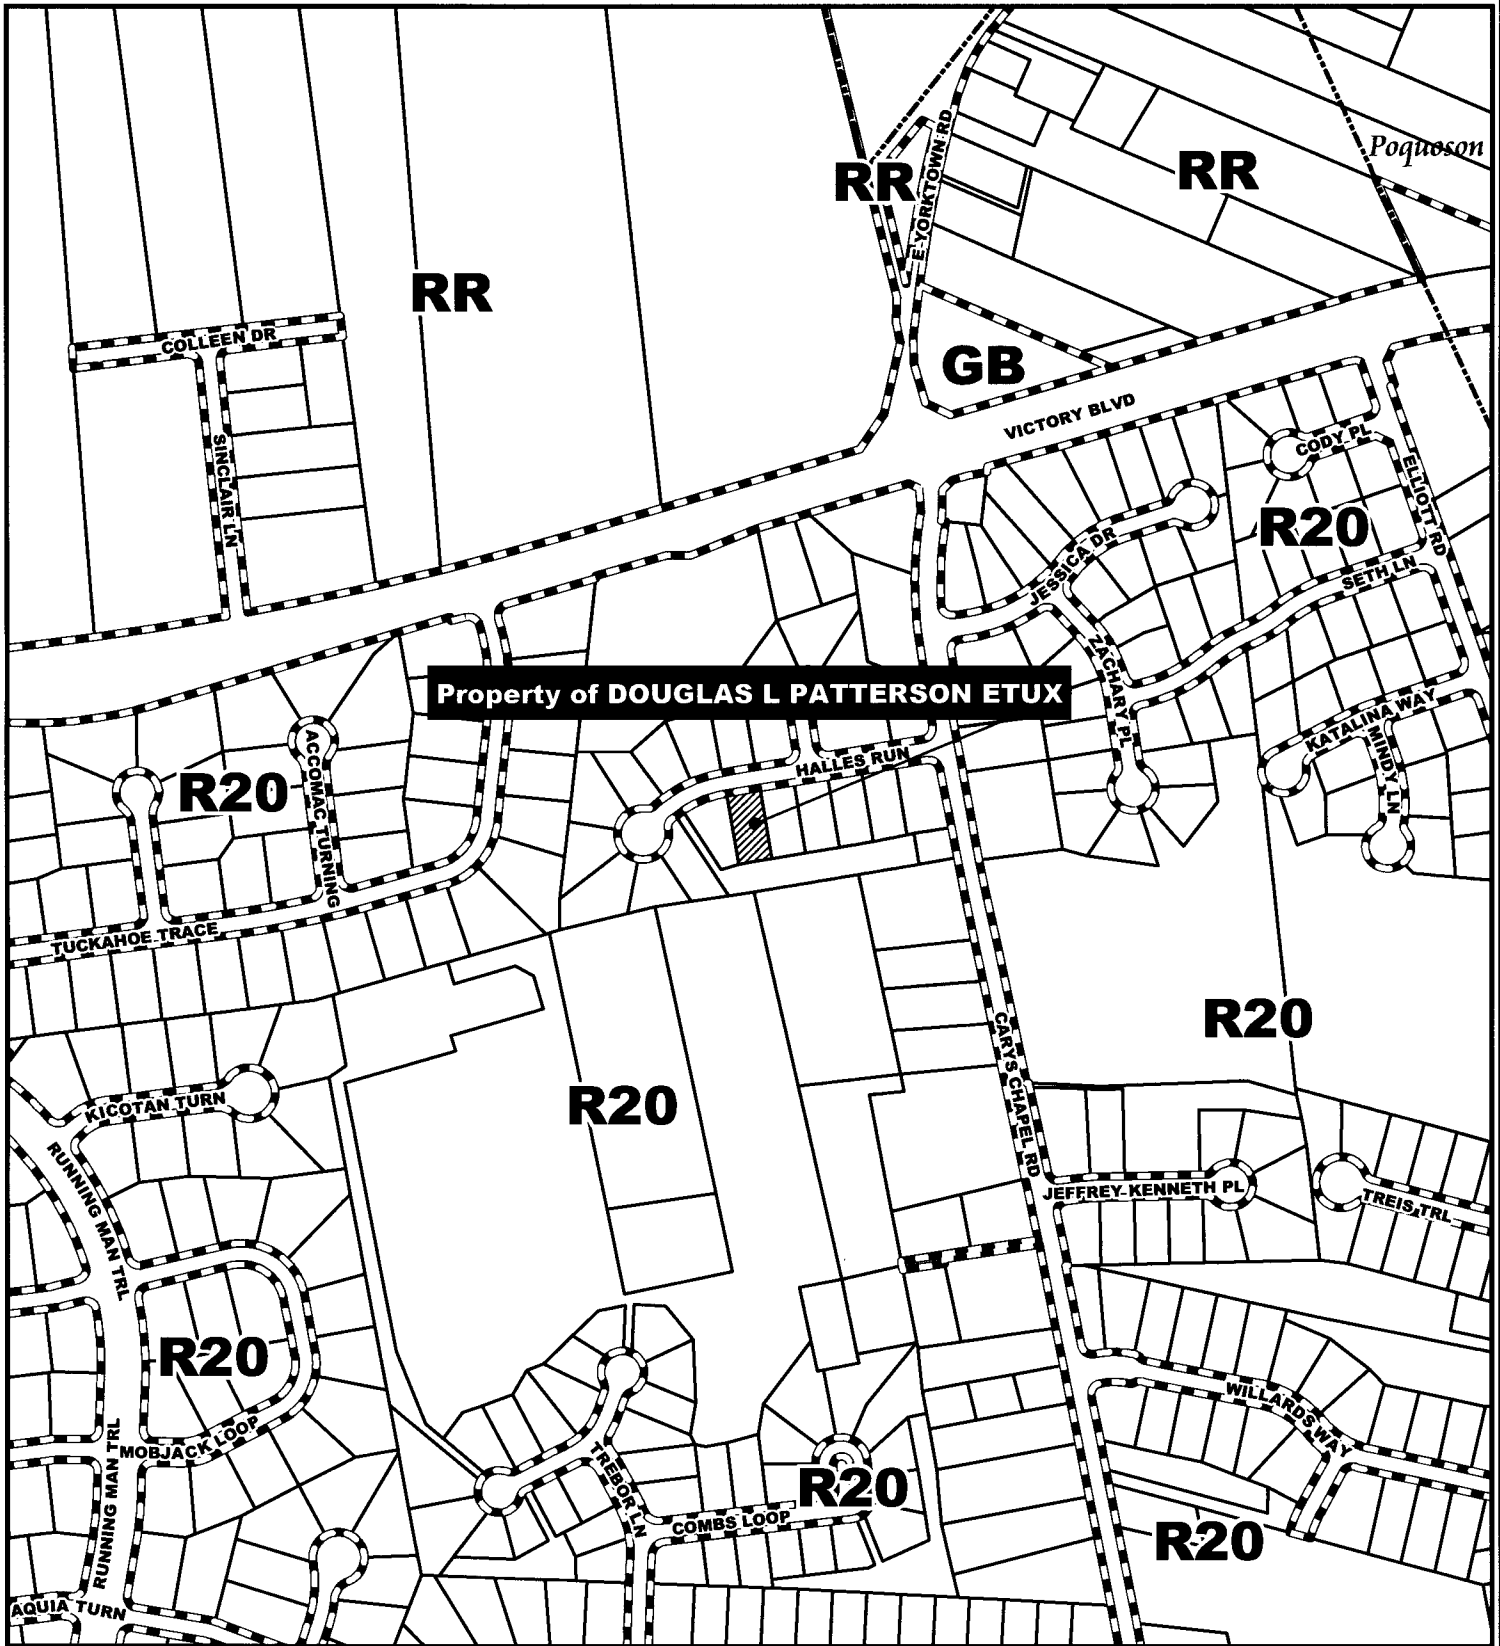 Poquoson
RR
RR
E YORKTOWN RD
RR
COLLEEN DR
GB
VICTORY BLVD
CODY PL
SINCLAIR LN
ELLIOTT RD
R20
JESSICA DR
SETH LN
ZACHARY PL
Property of DOUGLAS L PATTERSON ETUX
KATALINA WAY
MINDY LN
ACCOMAC TURNING
HALLES RUN
R20
TUCKAHOE TRACE
R20
CARYS CHAPEL RD
R20
KICOTAN TURN
RUNNING MAN TRL
JEFFREY KENNETH PL
TREIS TRL
R20
MOBJACK LOOP
WILLARDS WAY
RUNNING MAN TRL
TREBOR LN
R20
COMBS LOOP
R20
AQUIA TURN